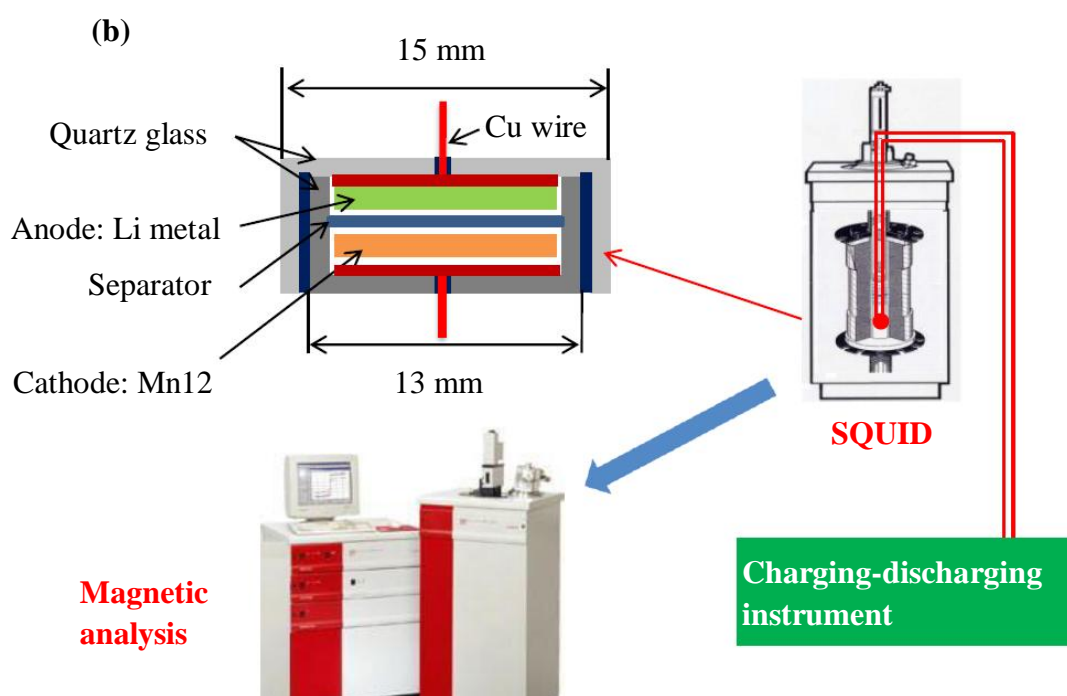 (b)
15 mm
Quartz glass
Cu wire
Anode: Li metal
Separator
Cathode: Mn12
13 mm
SQUID
Magnetic
analysis
Charging-discharging
instrument